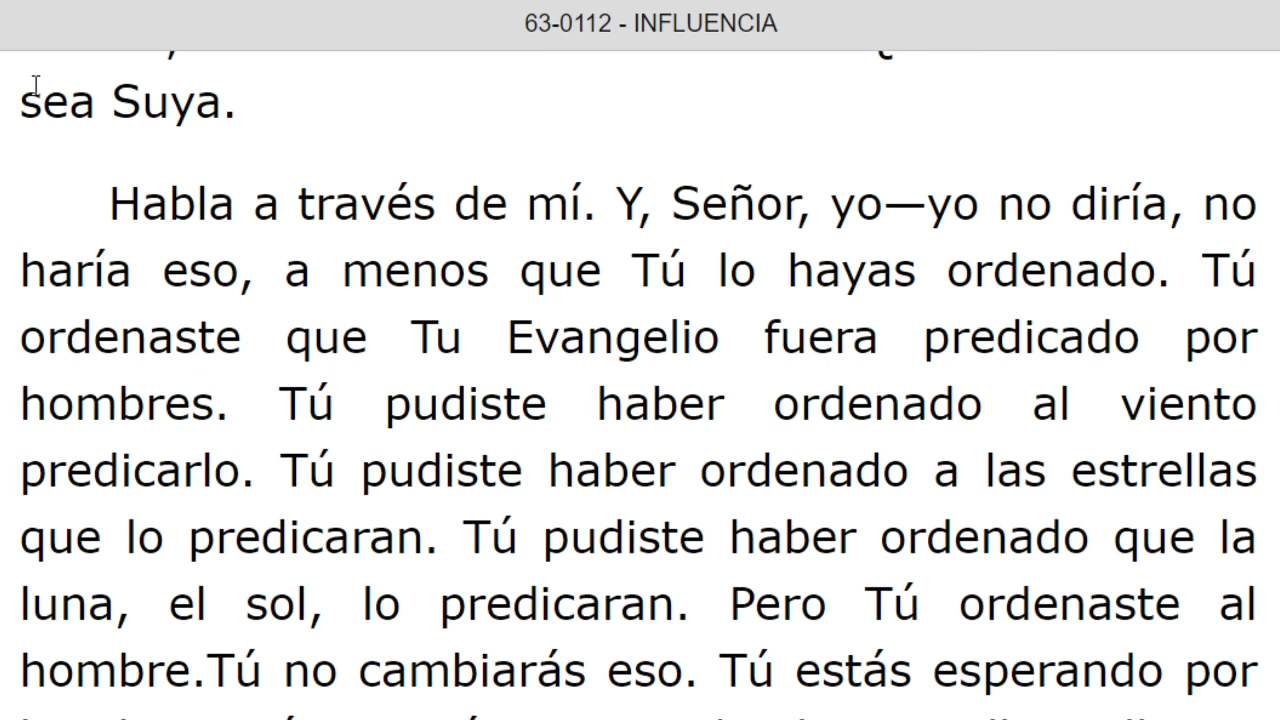 63-0112 - INFLUENCIA
sea Suya.
Habla a través de mí. Y, Señor, yo—yo no diría, no
haría eso, a menos que Tú lo hayas ordenado. Tú
ordenaste que Tu Evangelio fuera predicado por
hombres. Tú pudiste haber ordenado al viento
predicarlo. Tú pudiste haber ordenado a las estrellas
que lo predicaran. Tú pudiste haber ordenado que la
luna, el sol, lo predicaran. Pero Tú ordenaste al
hombre.Tú no cambiarás eso. Tú estás esperando por